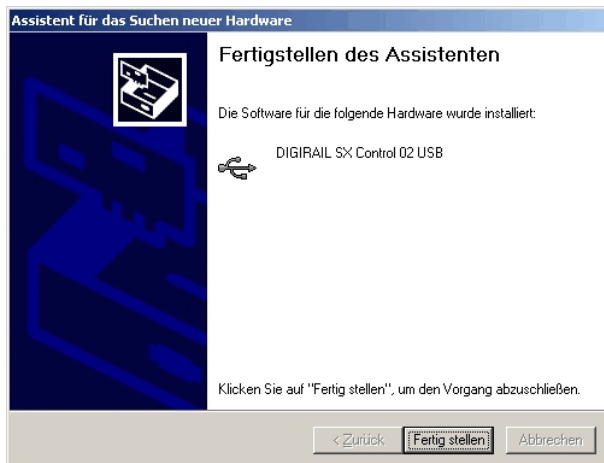 Assistent für das Suchen neuer Hardware
Fertigstellen des Assistenten
Die Software für die folgende Hardware wurde installiert:
DIGIRAIL SX Control 02 USB
Klicken Sie auf "Fertig stellen", um den Vorgang abzuschließen.
< Zurück
Fertig stellen
Abbrechen